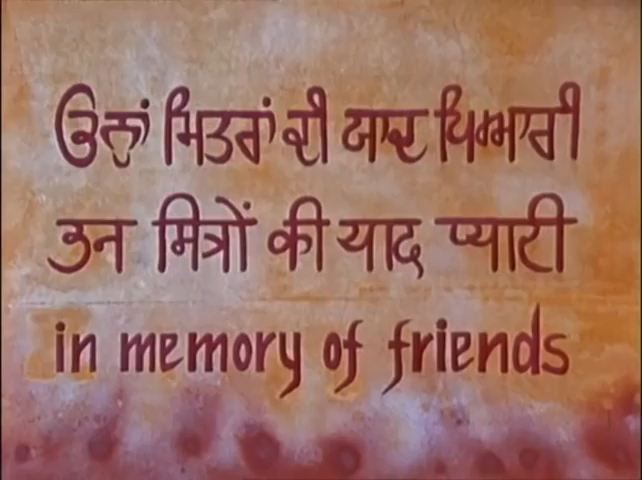 ਉਨਾਂ ਮਿਤਰਾਂ ਦੀ ਯਾਦ ਪਿਆਰੀ
उन मित्रों की याद प्यारी
in memory of friends